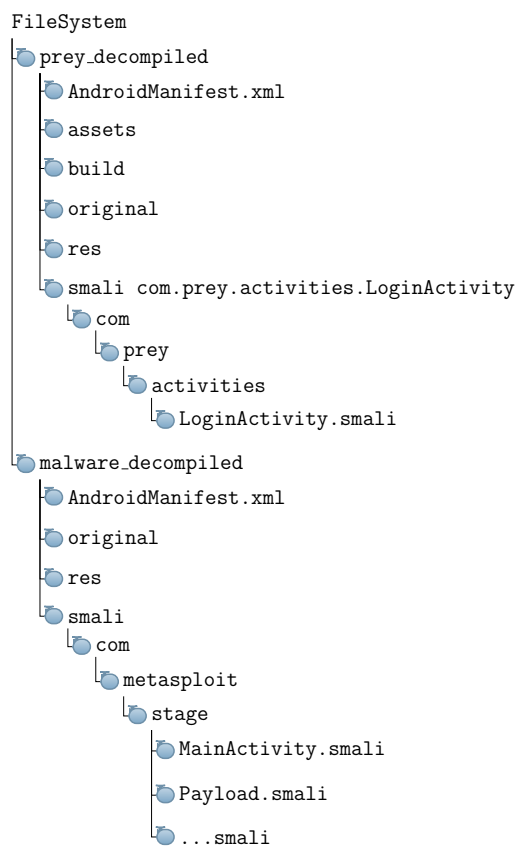 FileSystem
prey_decompiled
AndroidManifest.xml
assets
build
original
res
smali com.prey.activities.LoginActivity
com
prey
activities
LoginActivity.smali
malware_decompiled
AndroidManifest.xml
original
res
smali
com
metasploit
stage
MainActivity.smali
Payload.smali
...smali